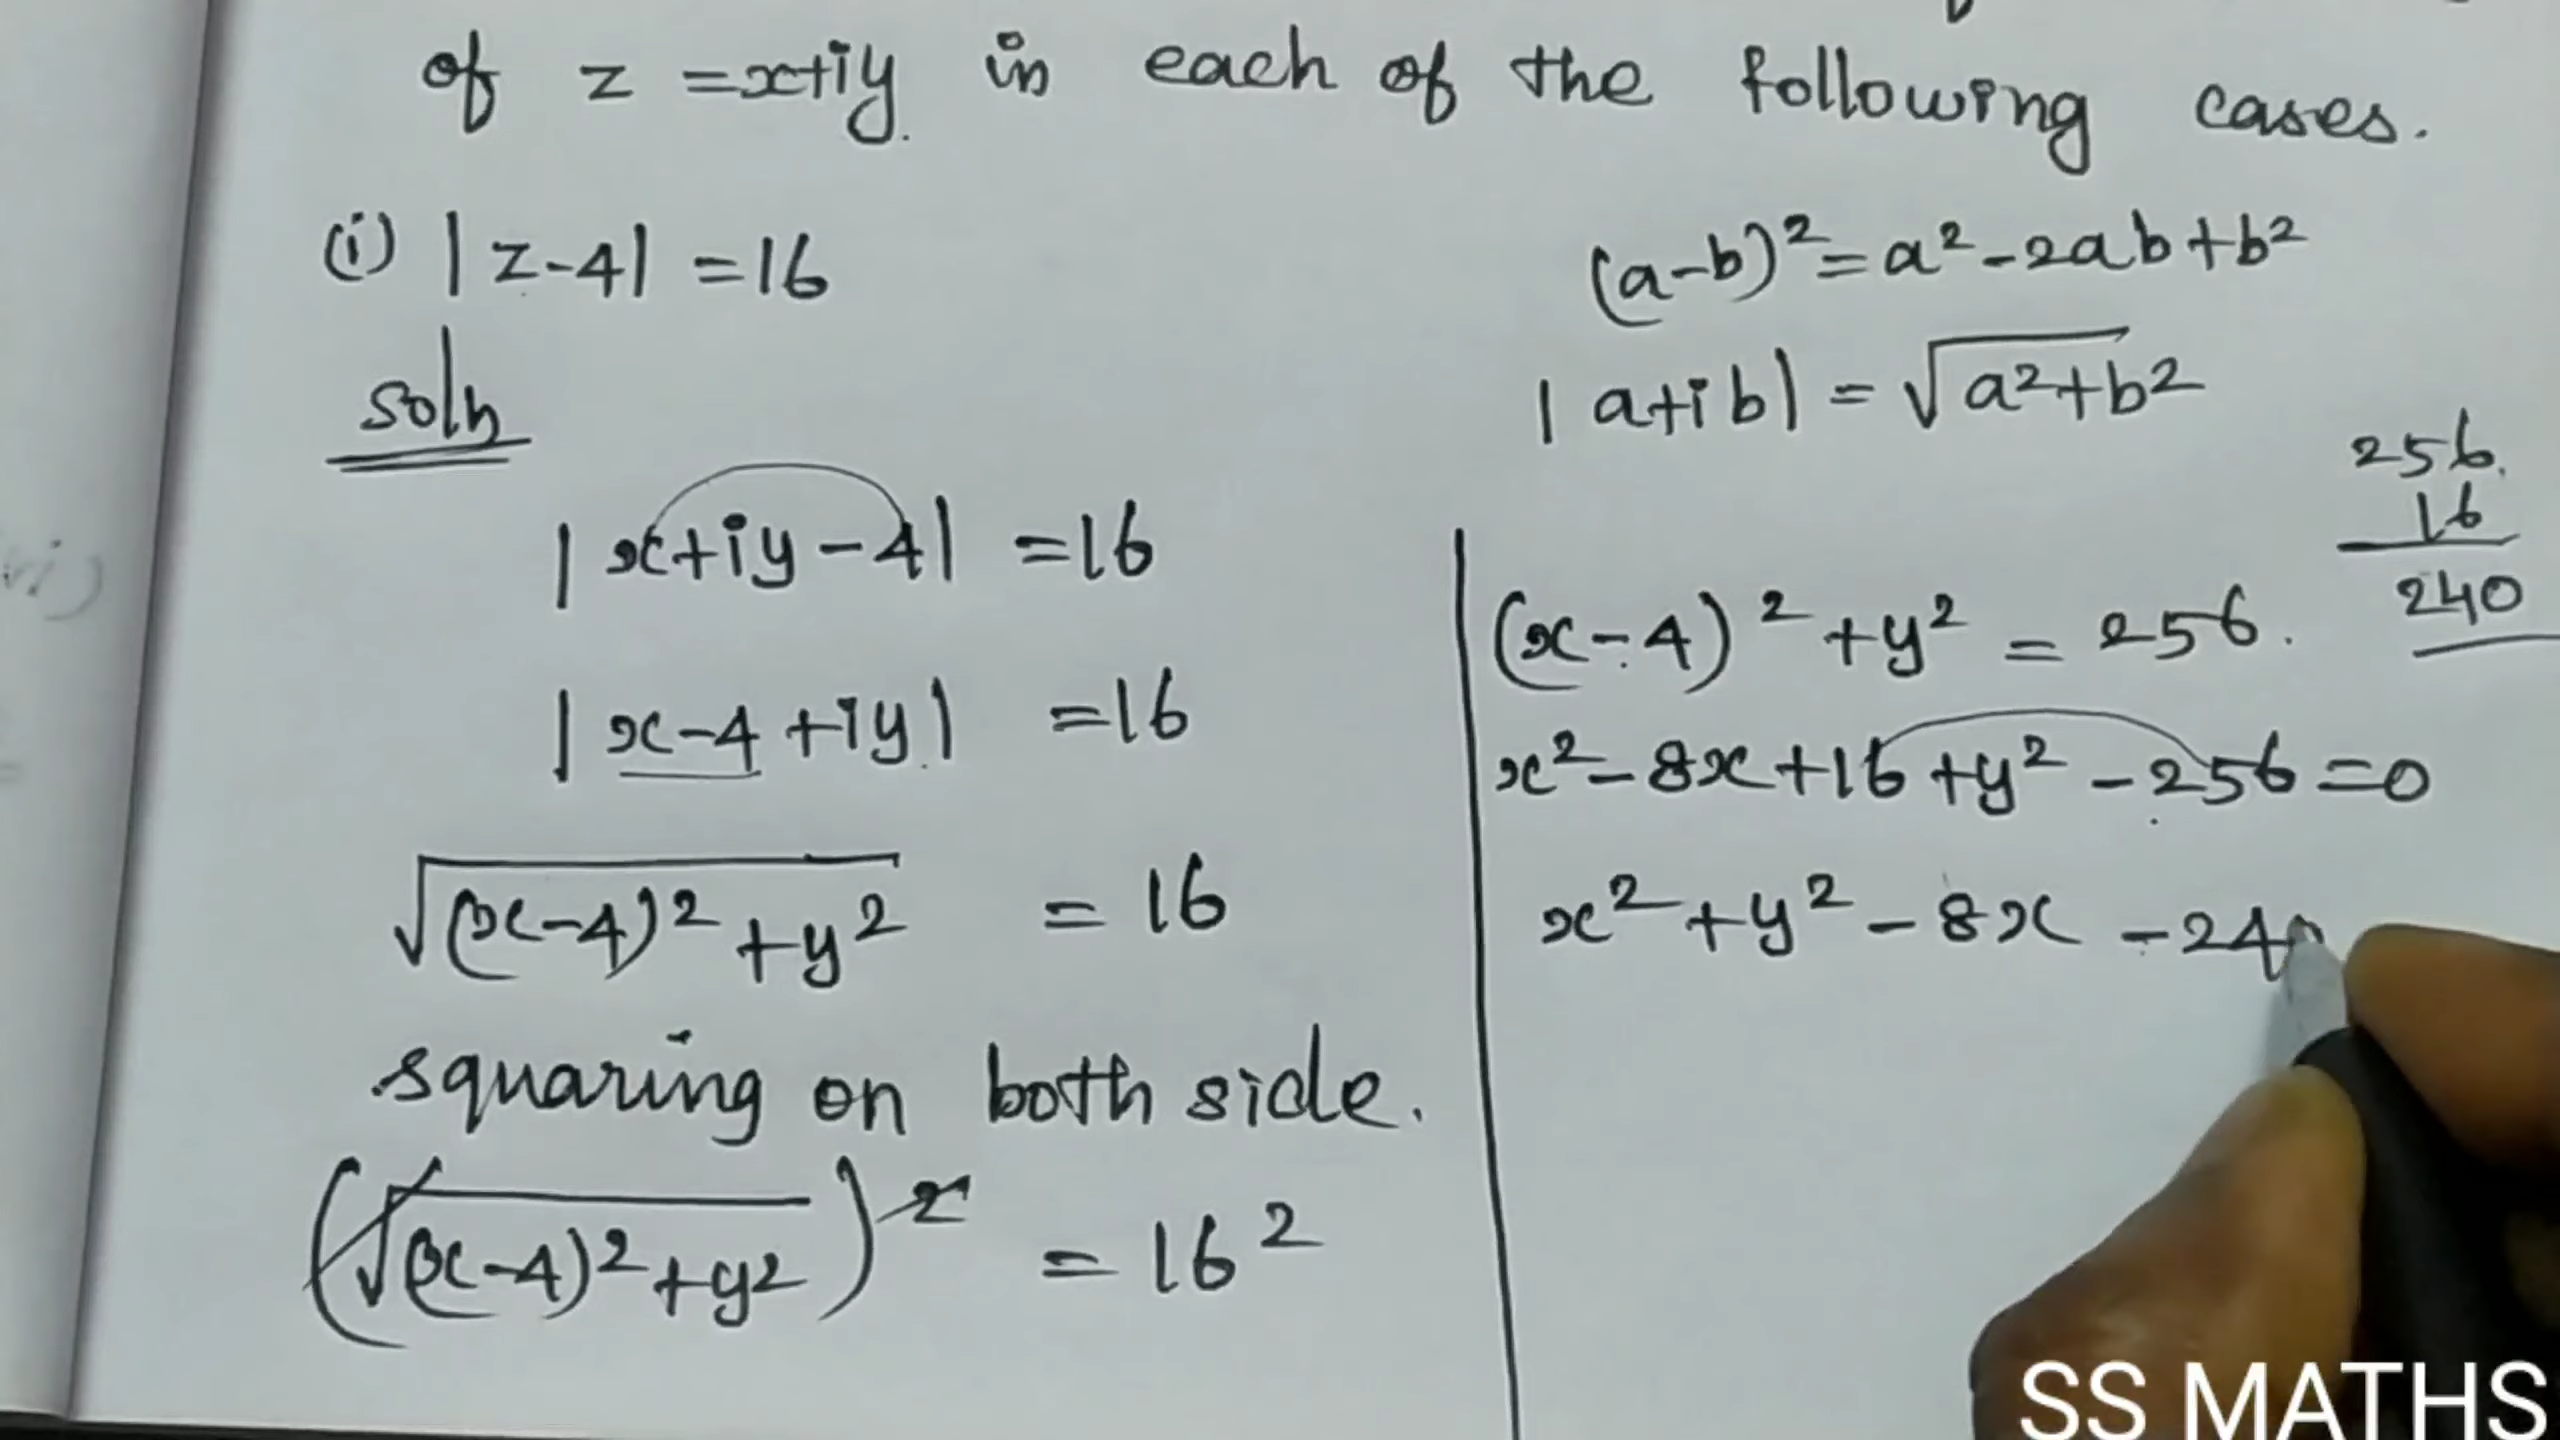 of z =x+iy. in each of the following cases.
(i) |z-4| =16
(a-b)²=a²-2ab+b²
soln
|a+ib| = √a²+b²
|x+iy-4| =16
|x-4+iy| =16
√(x-4)²+y² = 16
squaring on both side.
(√(x-4)²+y²)² = 16²
256.
16
240
(x-4)²+y² = 256.
x²-8x+16+y²-256=0
x²+y²-8x-240
SS MATHS